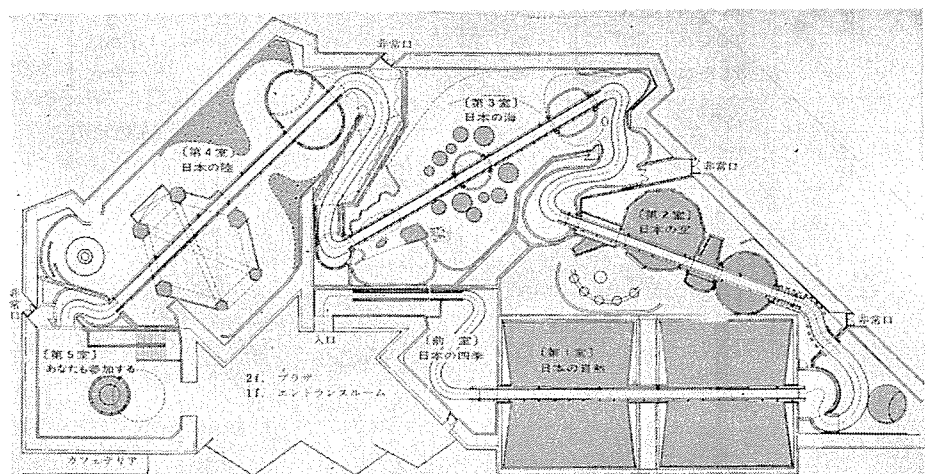 非常口
〔第3室〕
日本の海
〔第4室〕
日本の陸
非常口
〔第2室〕
日本の空
非常口
入口
〔前 室〕
日本の四季
〔第1室〕
日本の自然
非常口
〔第5室〕
あなたも参加する
2f. プラザ
1f. エントランスルーム
カフェテリア